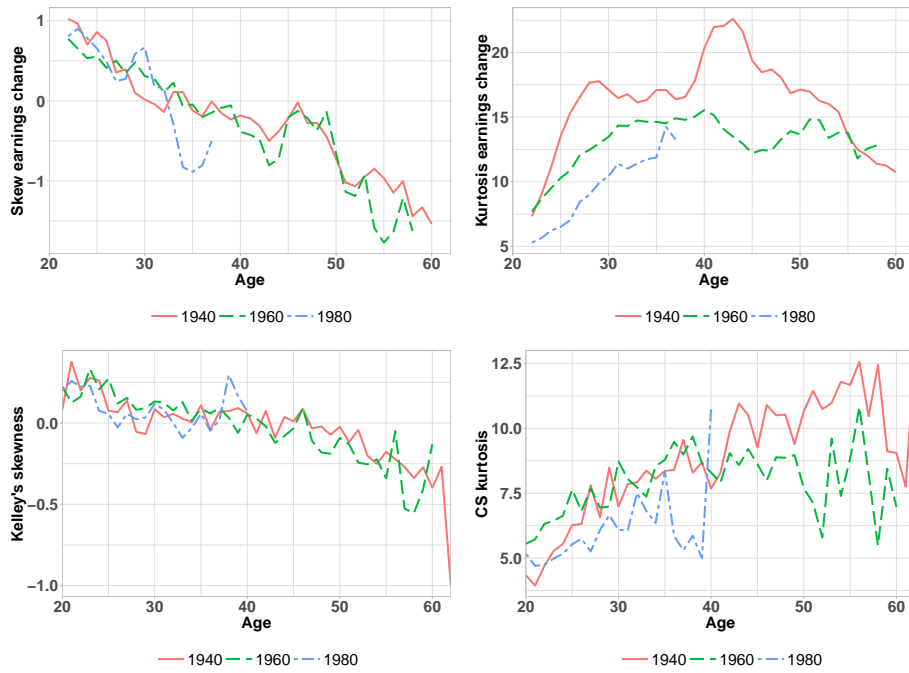 Skew earnings change
1
0
−1
20 30 40 50 60
Age
1940 1960 1980
Kurtosis earnings change
20
15
10
5
20 30 40 50 60
Age
1940 1960 1980
Kelley's skewness
0.0
−0.5
−1.0
20 30 40 50 60
Age
1940 1960 1980
CS kurtosis
12.5
10.0
7.5
5.0
20 30 40 50 60
Age
1940 1960 1980